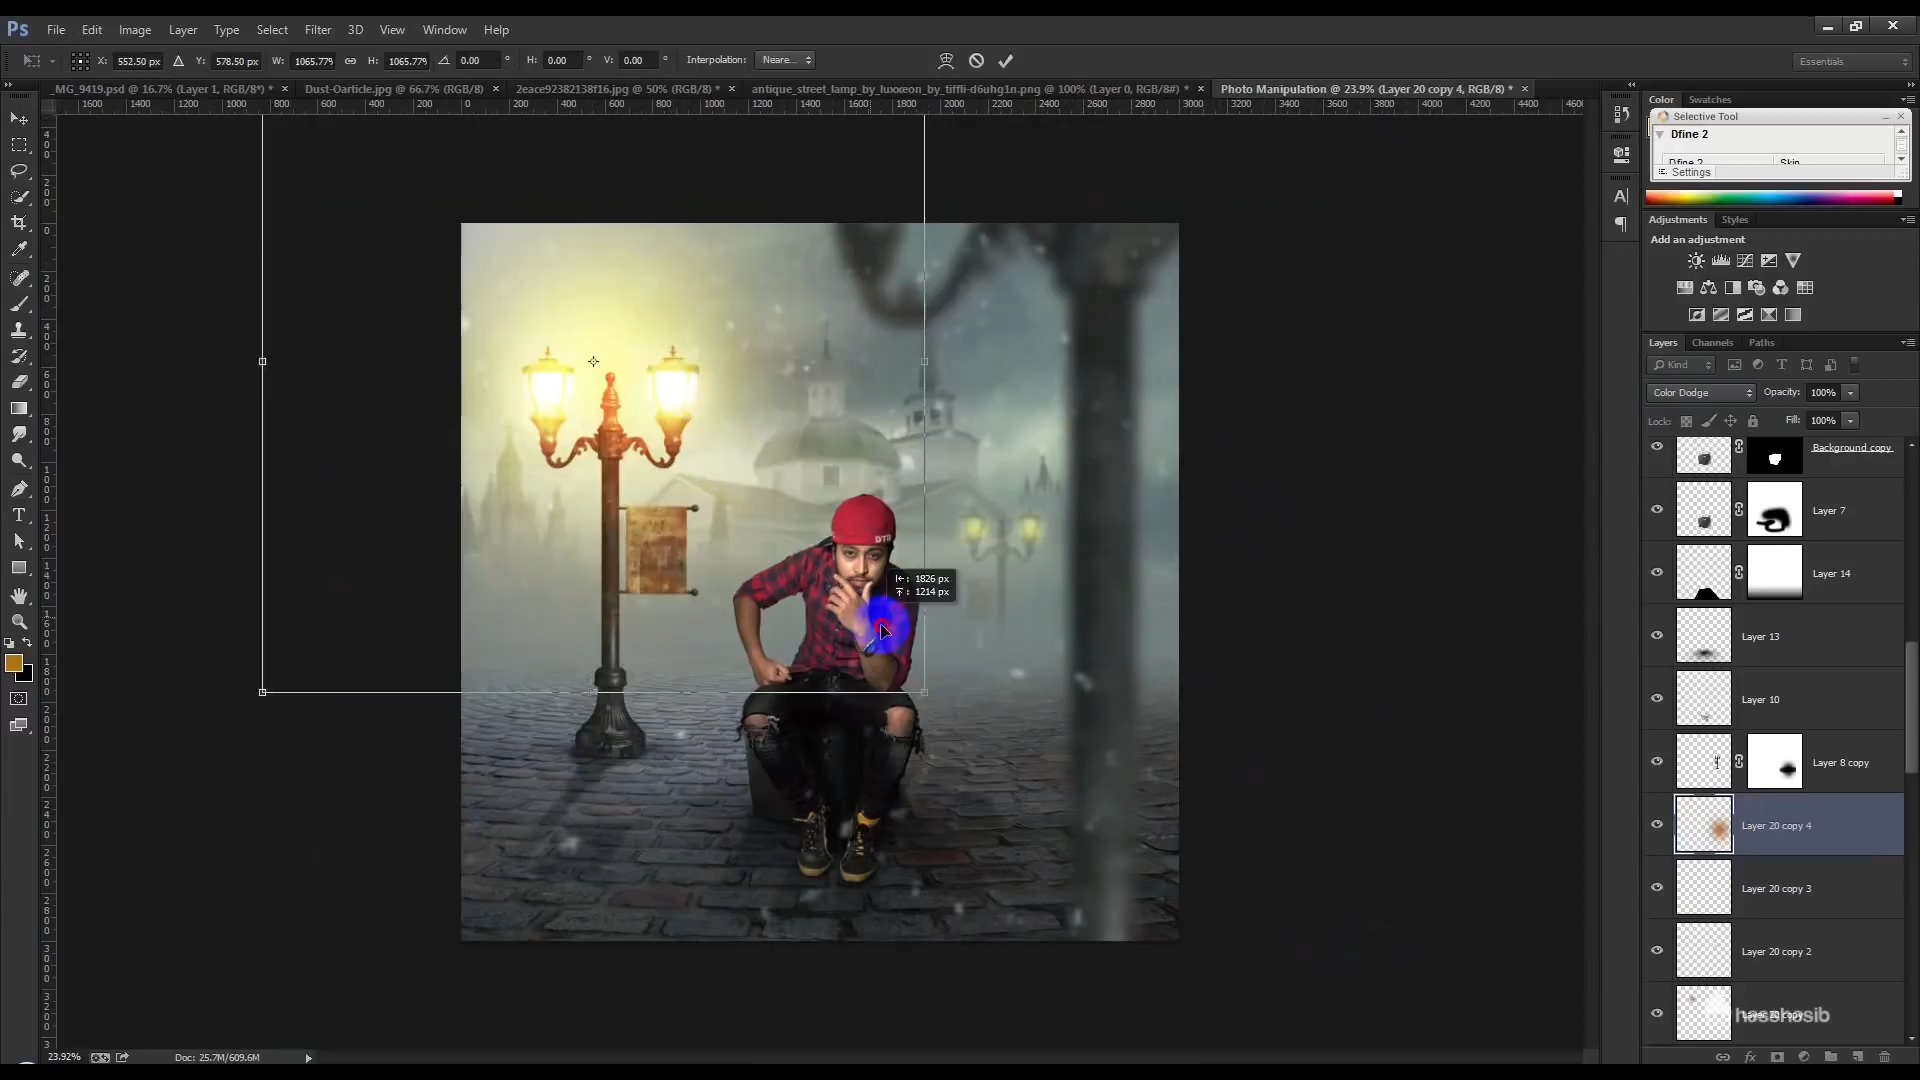 Ps File Edit Image Layer Type Select Filter 3D View Window Help
X: 552.50 px Y: 578.50 px W: 1065.77% H: 1065.77% 0.00 ° H: 0.00 ° V: 0.00 ° Interpolation: Neare... Essentials
_MG_9419.psd @ 16.7% (Layer 1, RGB/8*) * × Dust-Oarticle.jpg @ 66.7% (RGB/8) × 2eace92382138f16.jpg @ 50% (RGB/8) * × antique_street_lamp_by_luxxeon_by_tiffli-d6uhg1n.png @ 100% (Layer 0, RGB/8#) * × Photo Manipulation @ 23.9% (Layer 20 copy 4, RGB/8) * ×
1600 1400 1200 1000 800 600 400 200 0 200 400 600 800 1000 1200 1400 1600 1800 2000 2200 2400 2600 2800 3000 3200 3400 3600 3800 4000 4200 4400 460
Color Swatches
Selective Tool
Dfine 2
Dfine 2 Skin
Settings
Adjustments Styles
Add an adjustment
Layers Channels Paths
Kind
Color Dodge Opacity: 100%
Lock: Fill: 100%
Background copy
Layer 7
Layer 14
Layer 13
Layer 10
Layer 8 copy
Layer 20 copy 4
Layer 20 copy 3
Layer 20 copy 2
hasshasib
DTG
1826 px
1214 px
23.92% Doc: 25.7M/609.6M